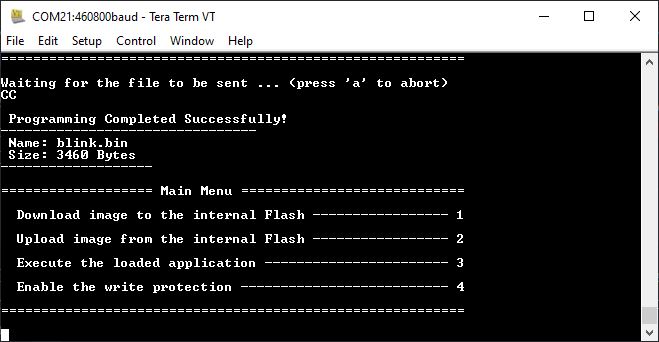 COM21:460800baud - Tera Term VT
File Edit Setup Control Window Help
==========================================================
Waiting for the file to be sent ... (press 'a' to abort)
CC
Programming Completed Successfully!
--------------------------------
Name: blink.bin
Size: 3460 Bytes
-------------------
=================== Main Menu ============================
Download image to the internal Flash ----------------- 1
Upload image from the internal Flash ----------------- 2
Execute the loaded application ----------------------- 3
Enable the write protection -------------------------- 4
==========================================================